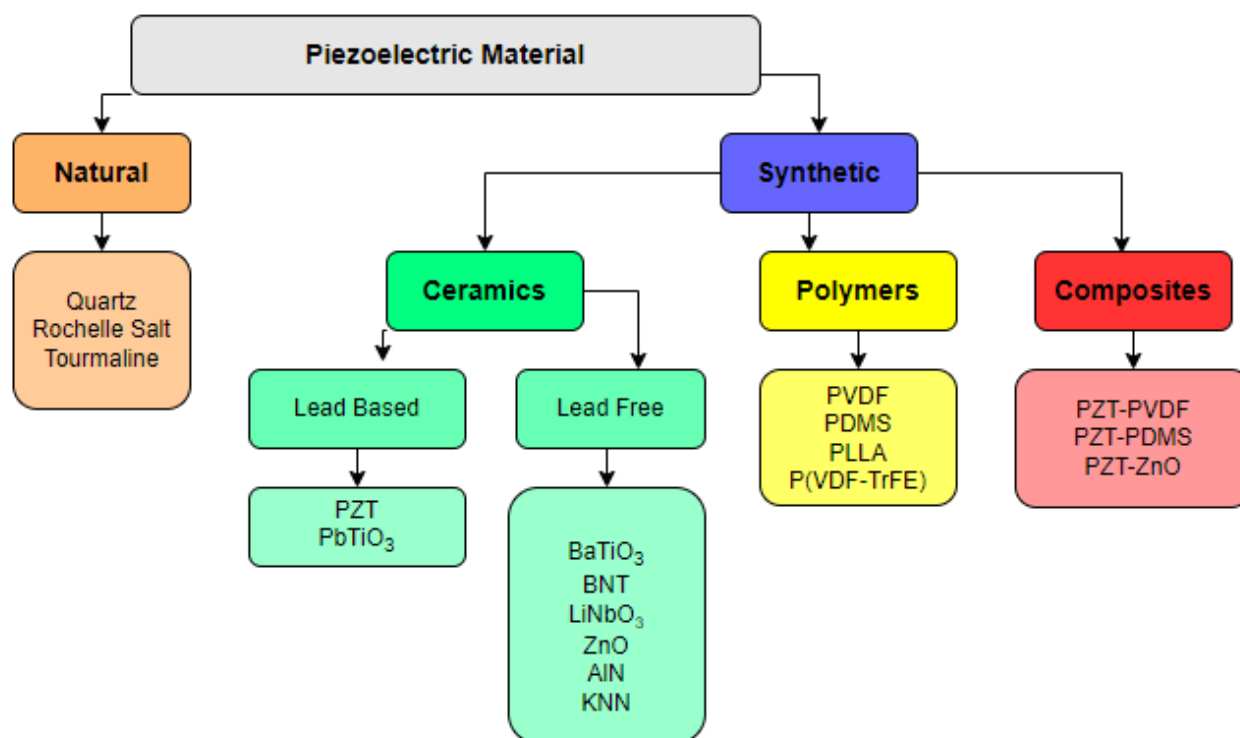 Piezoelectric Material
Natural
Synthetic
Quartz
Rochelle Salt
Tourmaline
Ceramics
Polymers
Composites
Lead Based
Lead Free
PVDF
PDMS
PLLA
P(VDF-TrFE)
PZT-PVDF
PZT-PDMS
PZT-ZnO
PZT
PbTiO₃
BaTiO₃
BNT
LiNbO₃
ZnO
AlN
KNN